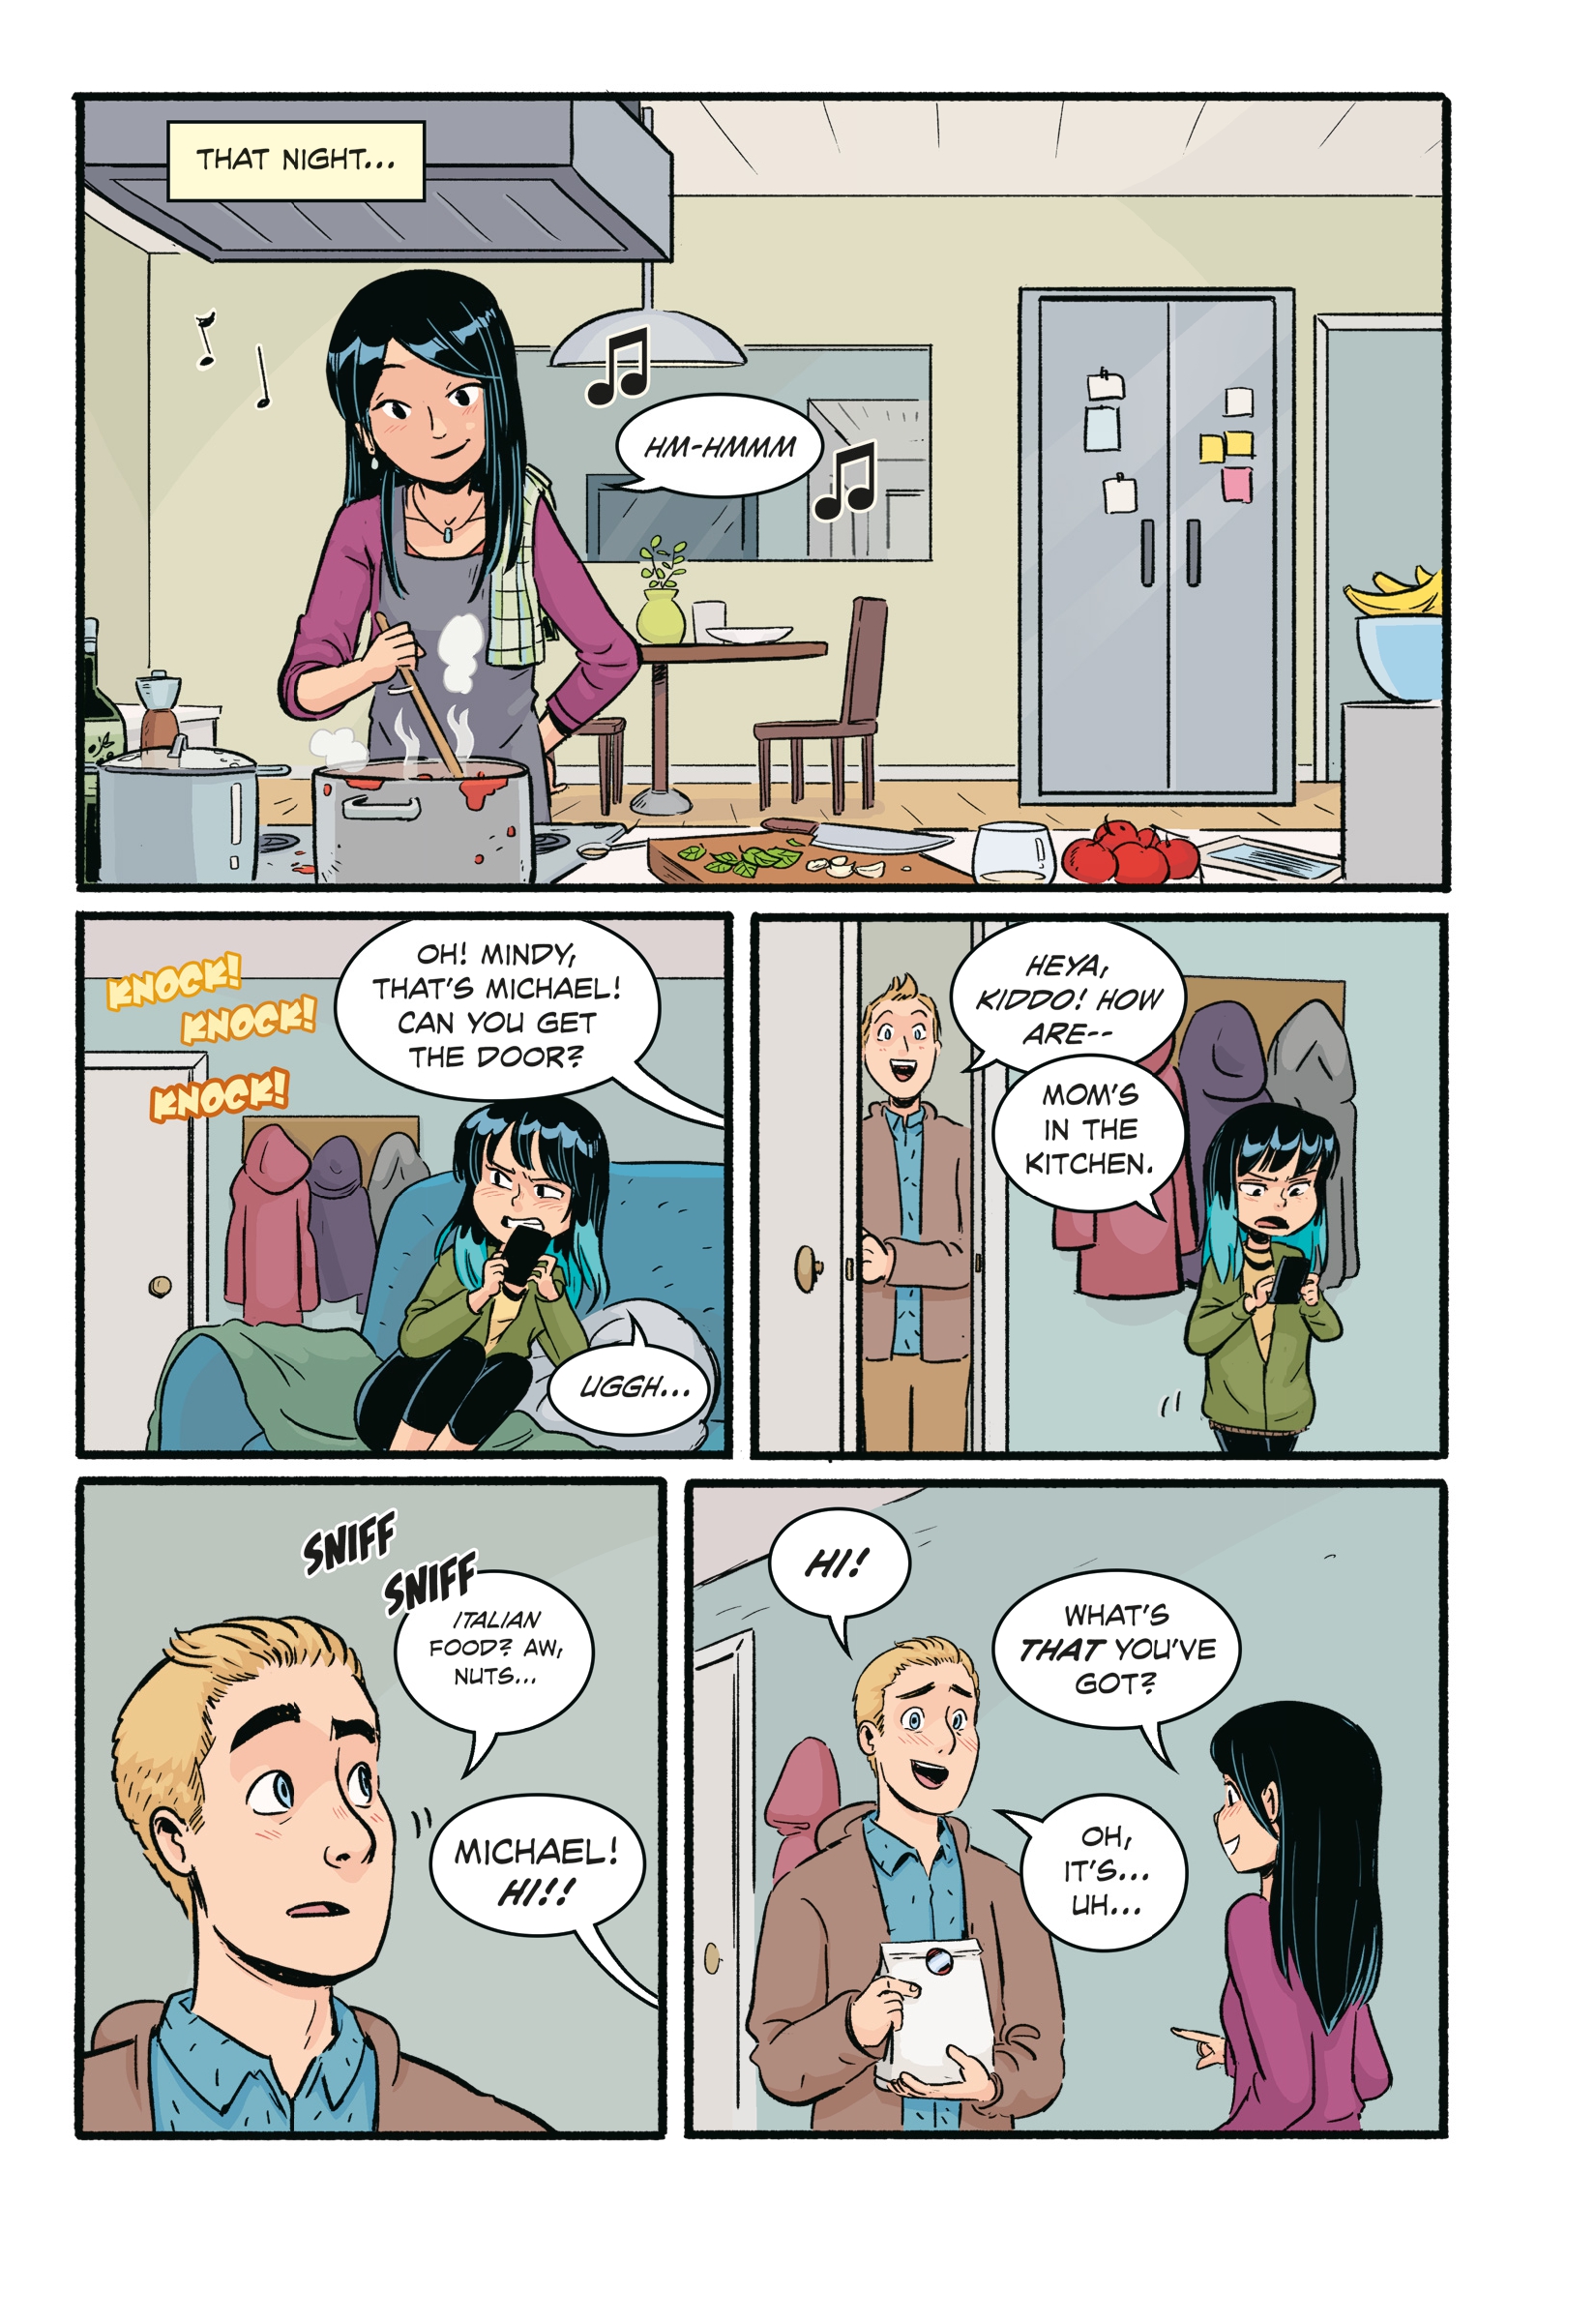 THAT NIGHT...
HM-HMMM
KNOCK!
KNOCK!
KNOCK!
OH! MINDY,
THAT'S MICHAEL!
CAN YOU GET
THE DOOR?
UGGH...
HEYA,
KIDDO! HOW
ARE--
MOM'S
IN THE
KITCHEN.
SNIFF
SNIFF
ITALIAN
FOOD? AW,
NUTS...
MICHAEL!
HI!!
HI!
WHAT'S
THAT YOU'VE
GOT?
OH,
IT'S...
UH...